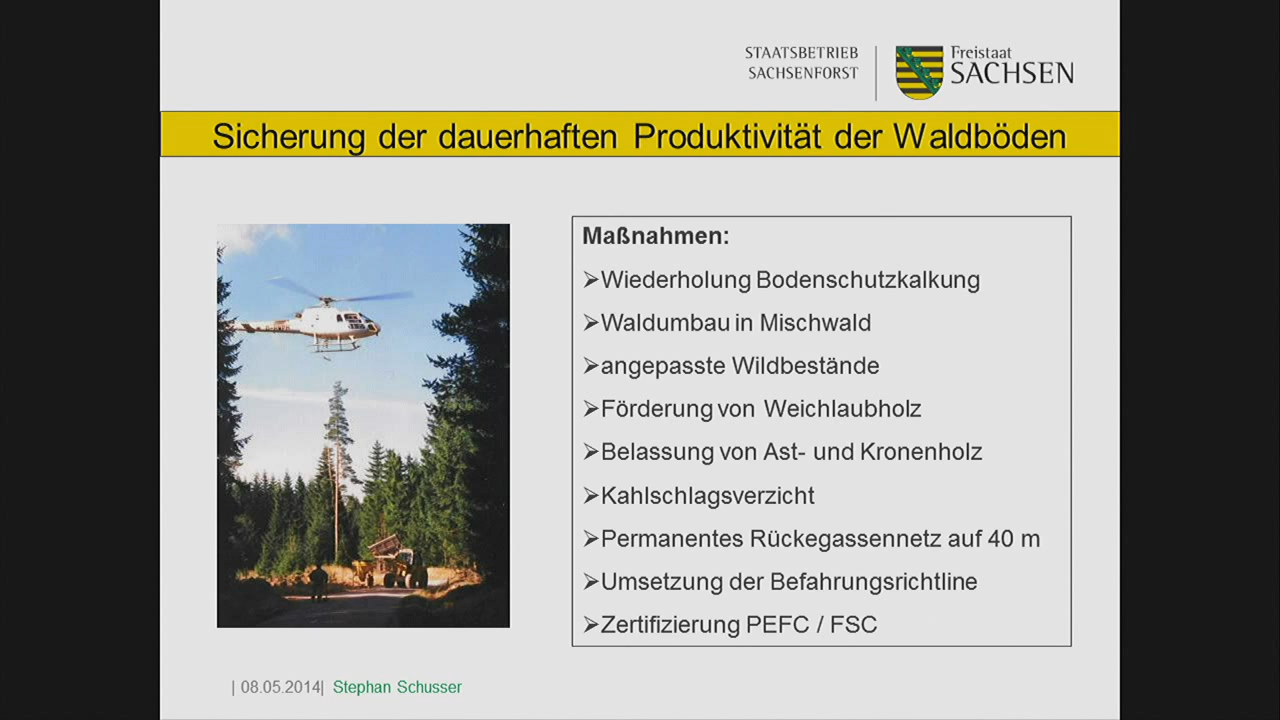 STAATSBETRIEB
SACHSENFORST
Freistaat
SACHSEN
Sicherung der dauerhaften Produktivität der Waldböden
Maßnahmen:
➢Wiederholung Bodenschutzkalkung
➢Waldumbau in Mischwald
➢angepasste Wildbestände
➢Förderung von Weichlaubholz
➢Belassung von Ast- und Kronenholz
➢Kahlschlagsverzicht
➢Permanentes Rückegassennetz auf 40 m
➢Umsetzung der Befahrungsrichtline
➢Zertifizierung PEFC / FSC
| 08.05.2014| Stephan Schusser